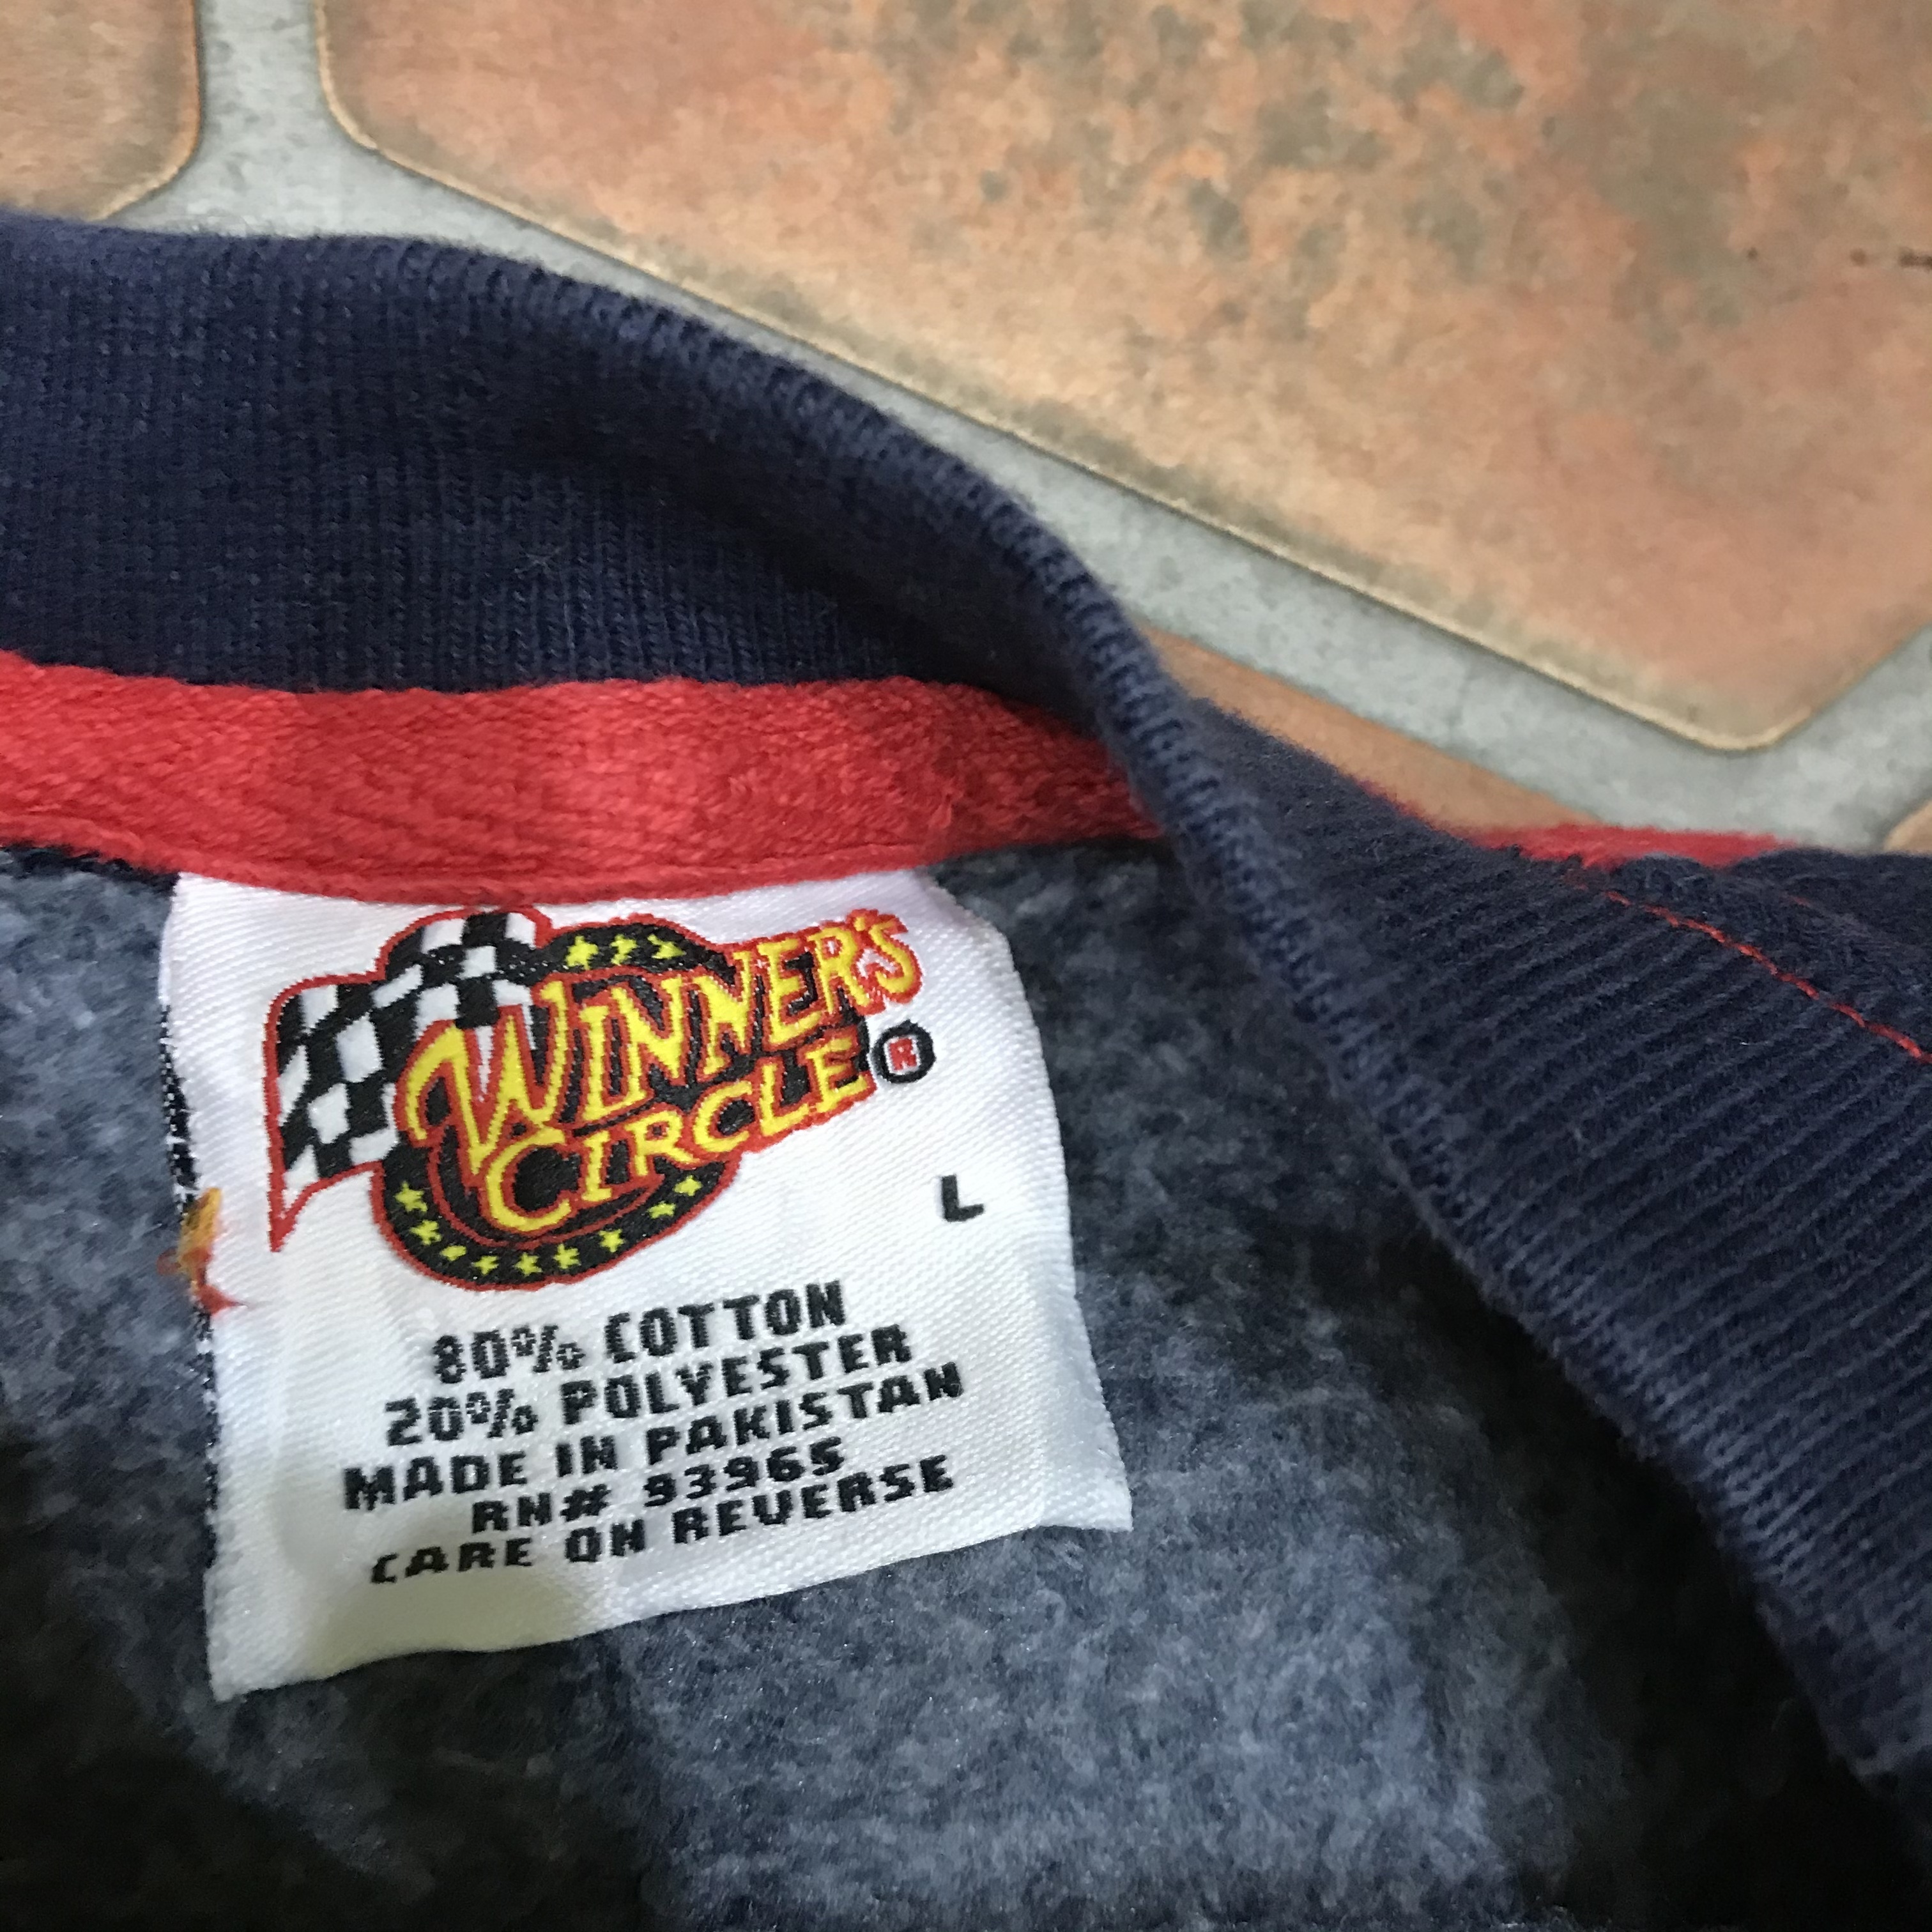 WINNER'S
CIRCLE®
L
80% COTTON
20% POLYESTER
MADE IN PAKISTAN
RN# 93965
CARE ON REVERSE